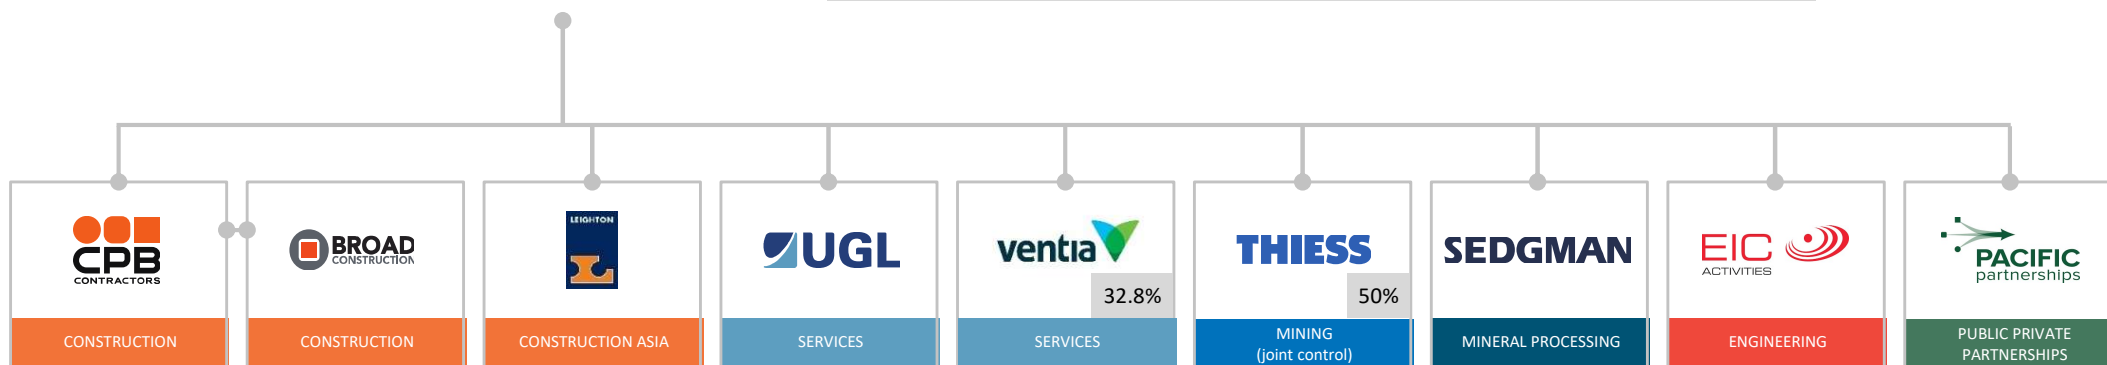 CPB
CONTRACTORS
CONSTRUCTION
BROAD
CONSTRUCTION
CONSTRUCTION
LEIGHTON
CONSTRUCTION ASIA
UGL
SERVICES
ventia
32.8%
SERVICES
THIESS
50%
MINING
(joint control)
SEDGMAN
MINERAL PROCESSING
EIC
ACTIVITIES
ENGINEERING
PACIFIC
partnerships
PUBLIC PRIVATE
PARTNERSHIPS